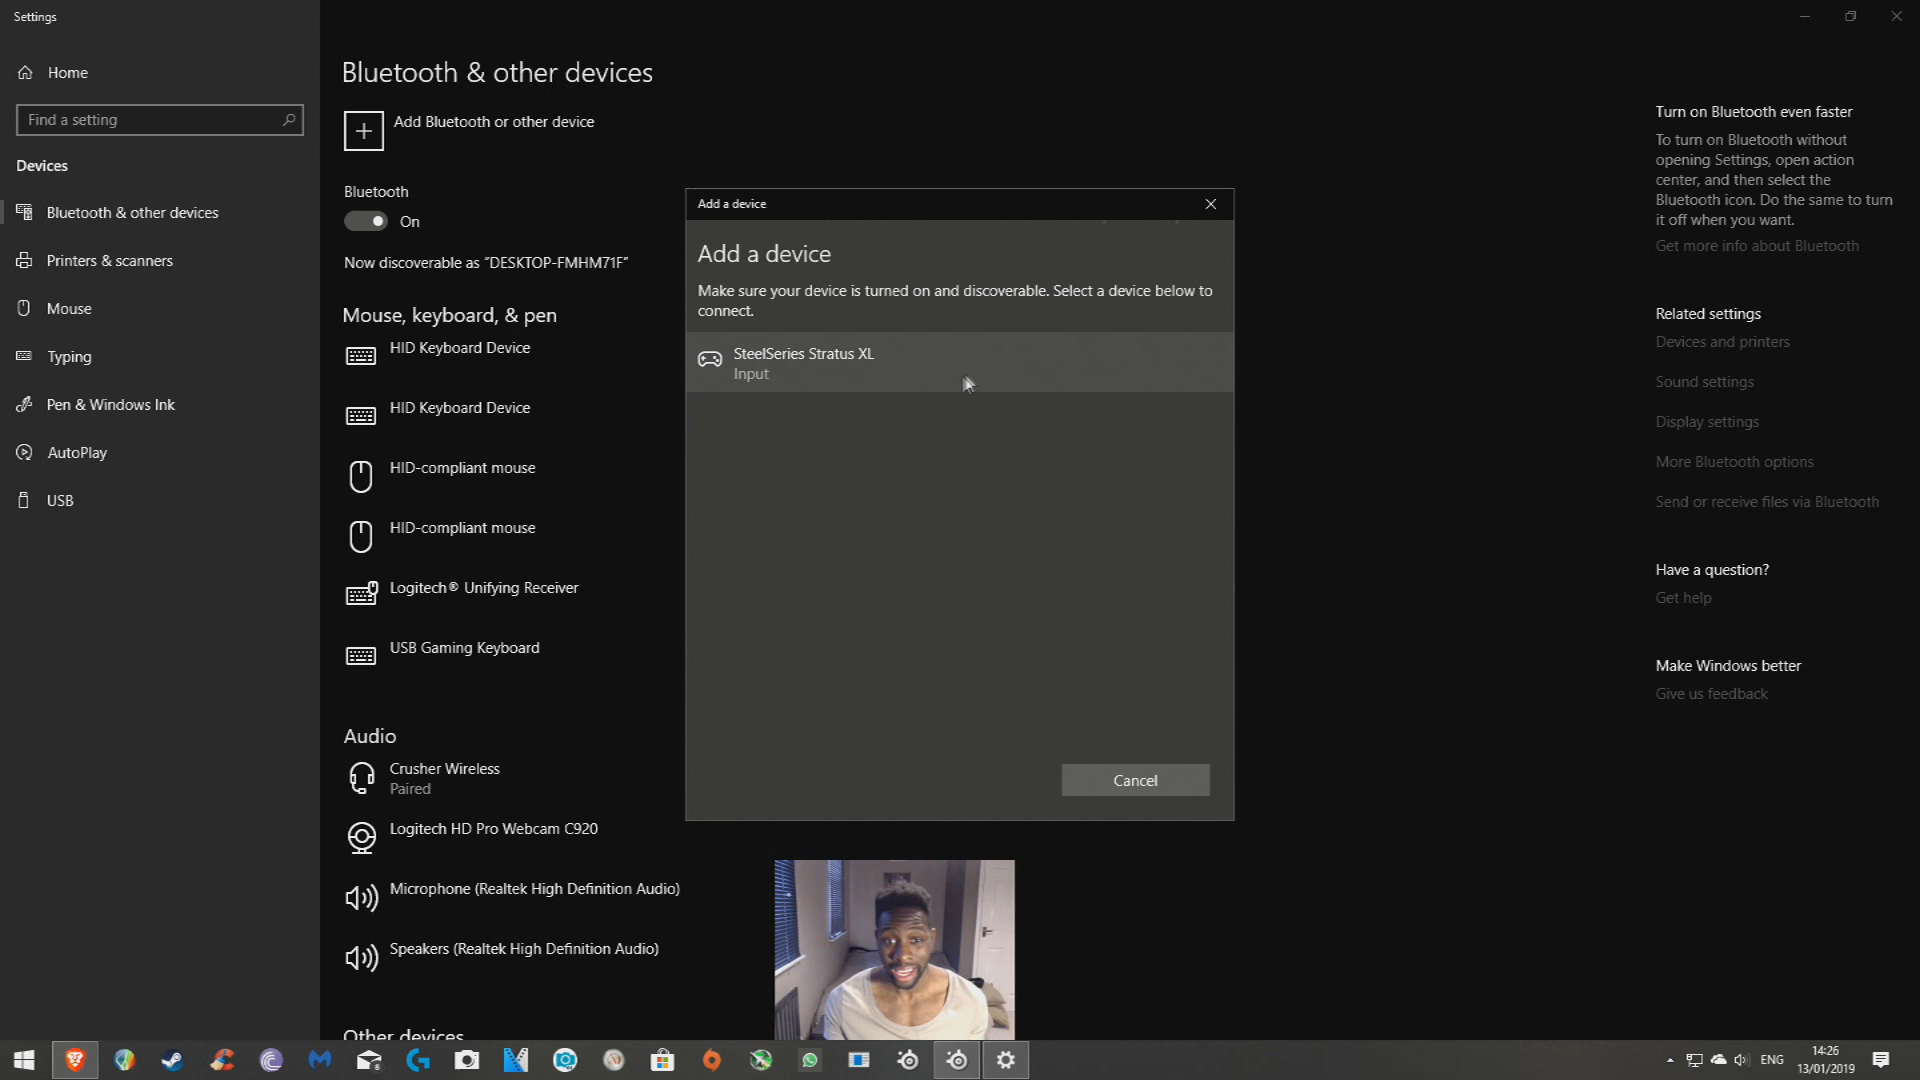 Settings
Home
Find a setting
Devices
Bluetooth & other devices
Printers & scanners
Mouse
Typing
Pen & Windows Ink
AutoPlay
USB
Bluetooth & other devices
Add Bluetooth or other device
Bluetooth
On
Now discoverable as “DESKTOP-FMHM71F”
Mouse, keyboard, & pen
HID Keyboard Device
HID Keyboard Device
HID-compliant mouse
HID-compliant mouse
Logitech® Unifying Receiver
USB Gaming Keyboard
Audio
Crusher Wireless
Paired
Logitech HD Pro Webcam C920
Microphone (Realtek High Definition Audio)
Speakers (Realtek High Definition Audio)
Other devices
Add a device
Add a device
Make sure your device is turned on and discoverable. Select a device below to
connect.
SteelSeries Stratus XL
Input
Cancel
Turn on Bluetooth even faster
To turn on Bluetooth without
opening Settings, open action
center, and then select the
Bluetooth icon. Do the same to turn
it off when you want.
Get more info about Bluetooth
Related settings
Devices and printers
Sound settings
Display settings
More Bluetooth options
Send or receive files via Bluetooth
Have a question?
Get help
Make Windows better
Give us feedback
ENG
14:26
13/01/2019